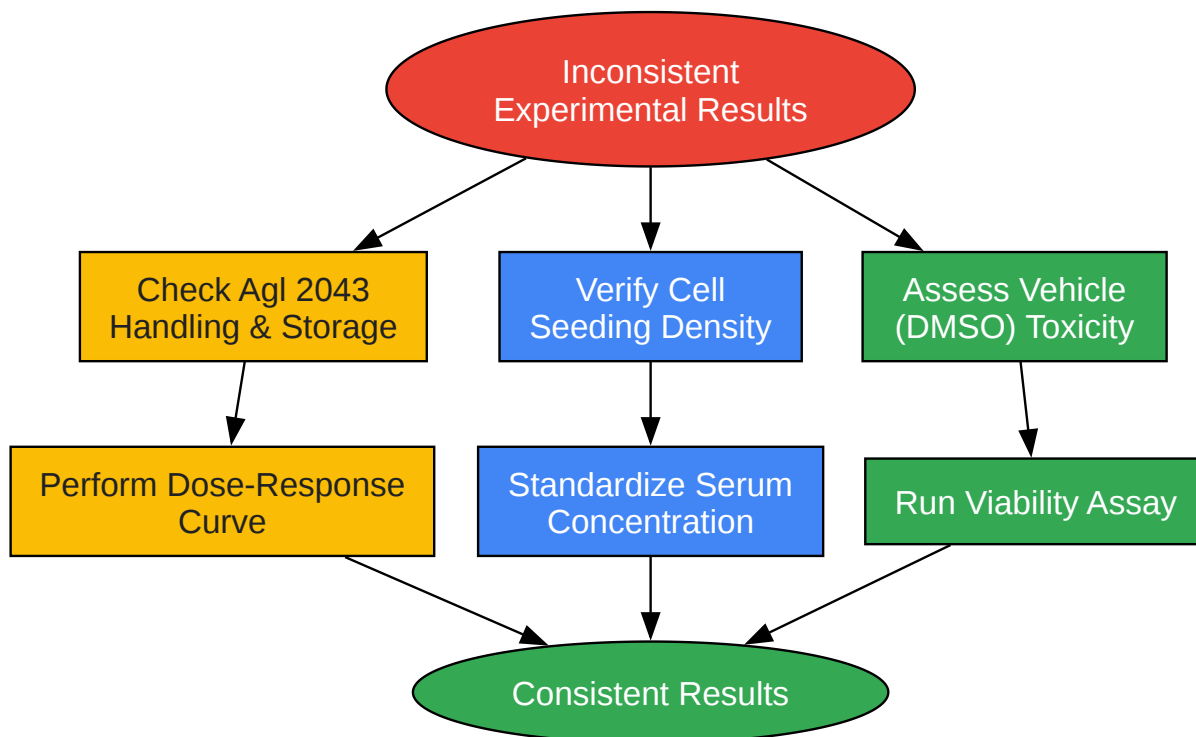 Inconsistent
Experimental Results
Check Agl 2043
Handling & Storage
Verify Cell
Seeding Density
Assess Vehicle
(DMSO) Toxicity
Perform Dose-Response
Curve
Standardize Serum
Concentration
Run Viability Assay
Consistent Results